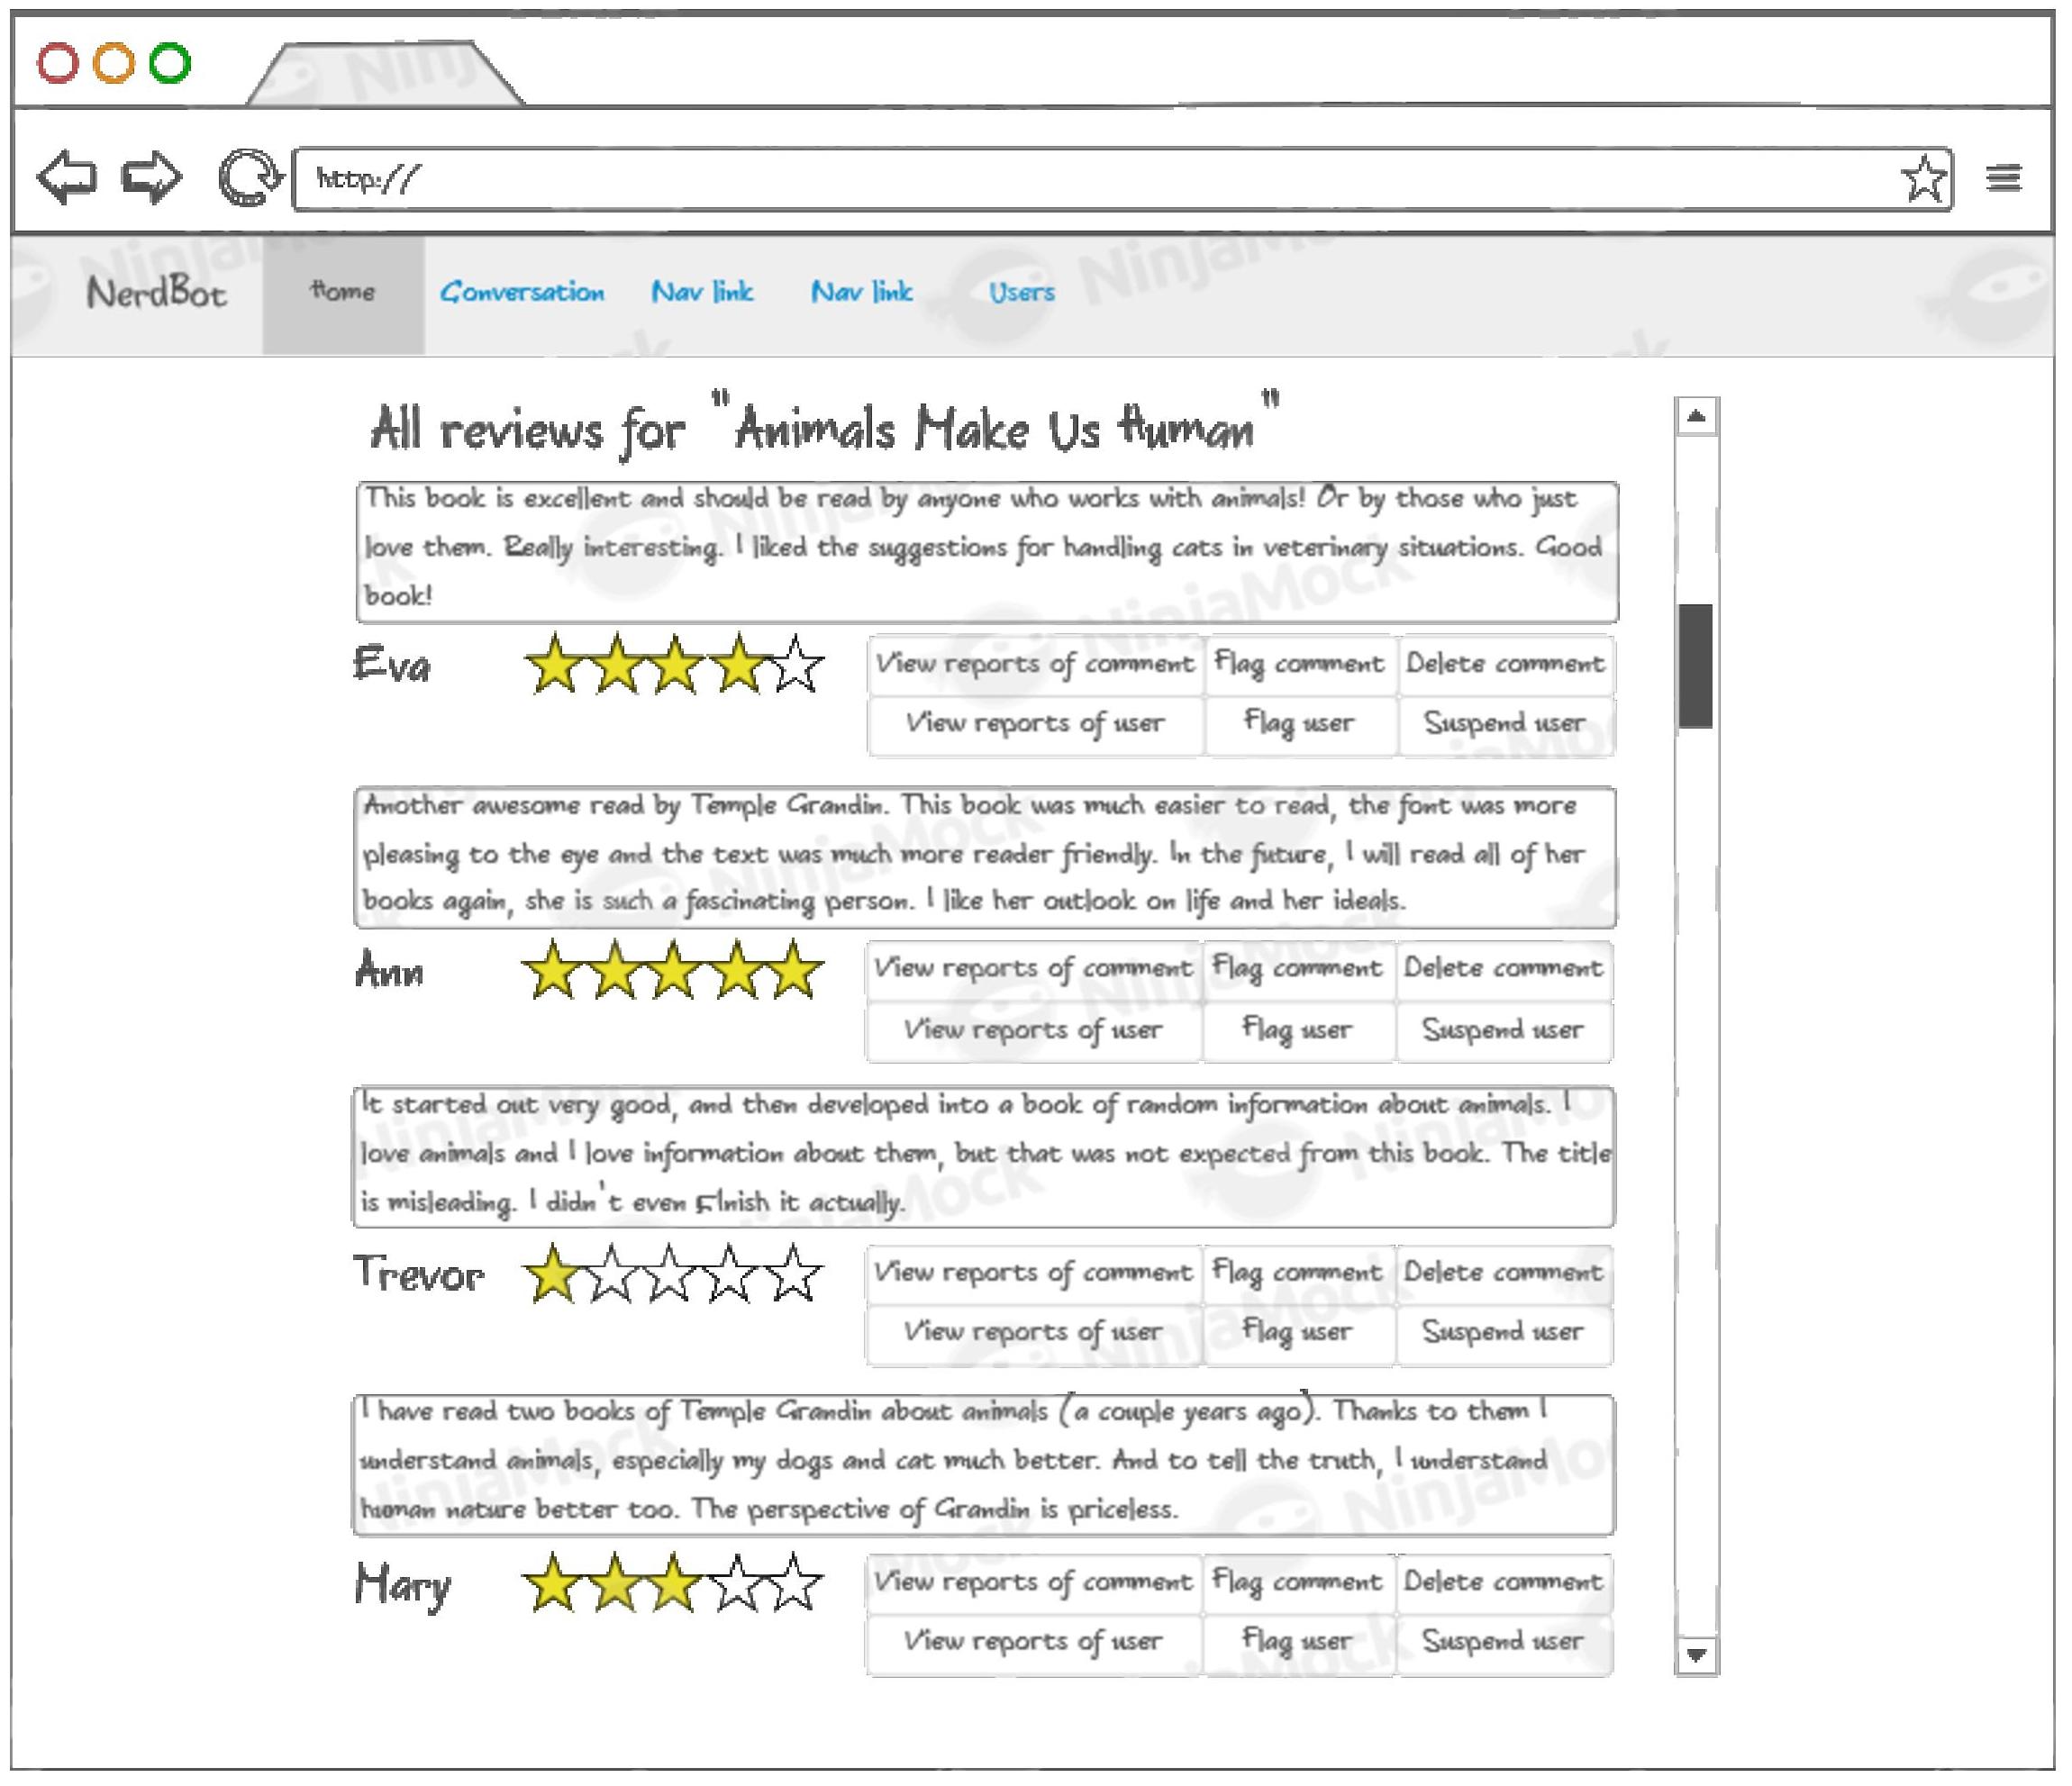 http://
NerdBot Home Conversation Nav link Nav link Users
All reviews for "Animals Make Us Human"
This book is excellent and should be read by anyone who works with animals! Or by those who just
love them. Really interesting. I liked the suggestions for handling cats in veterinary situations. Good
book!
Eva View reports of comment Flag comment Delete comment
View reports of user Flag user Suspend user
Another awesome read by Temple Grandin. This book was much easier to read, the font was more
pleasing to the eye and the text was much more reader friendly. In the future, I will read all of her
books again, she is such a fascinating person. I like her outlook on life and her ideals.
Ann View reports of comment Flag comment Delete comment
View reports of user Flag user Suspend user
It started out very good, and then developed into a book of random information about animals. I
love animals and I love information about them, but that was not expected from this book. The title
is misleading. I didn't even FInish it actually.
Trevor View reports of comment Flag comment Delete comment
View reports of user Flag user Suspend user
I have read two books of Temple Grandin about animals (a couple years ago). Thanks to them I
understand animals, especially my dogs and cat much better. And to tell the truth, I understand
human nature better too. The perspective of Grandin is priceless.
Mary View reports of comment Flag comment Delete comment
View reports of user Flag user Suspend user
NinjaMock